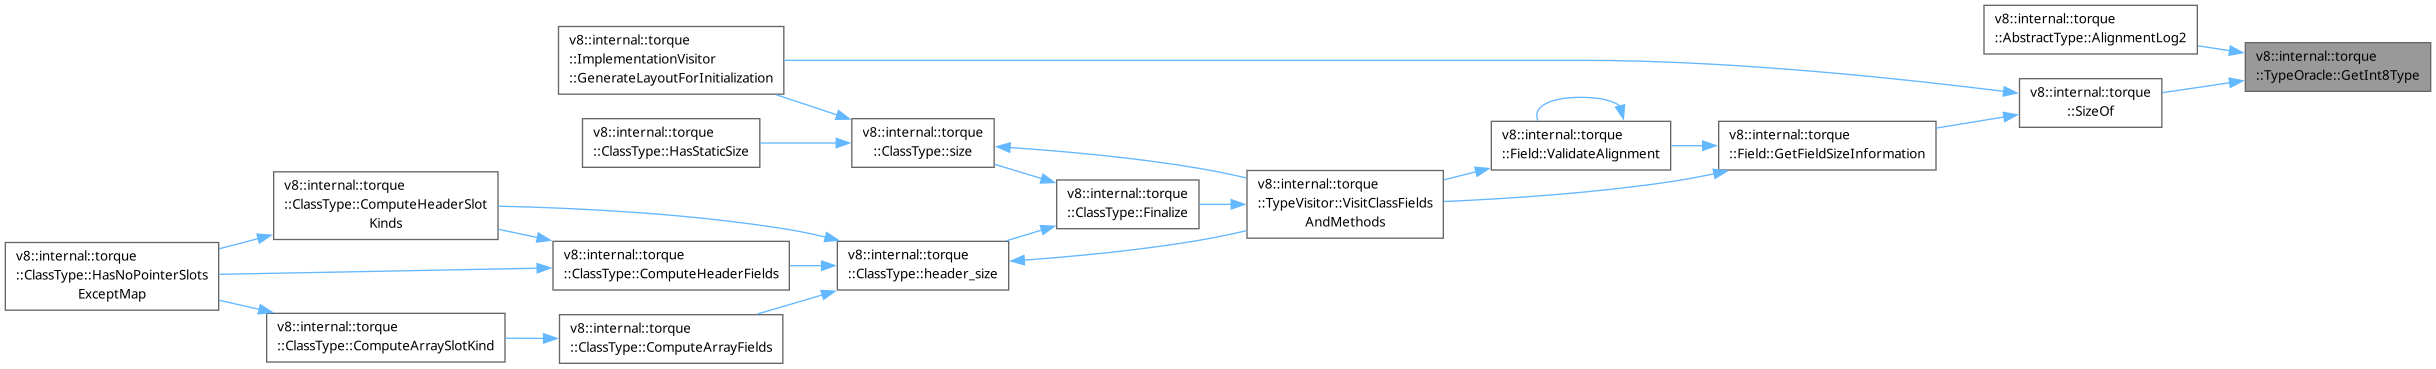 v8::internal::torque
::AbstractType::AlignmentLog2
v8::internal::torque
::ImplementationVisitor
::GenerateLayoutForInitialization
v8::internal::torque
::TypeOracle::GetInt8Type
v8::internal::torque
::SizeOf
v8::internal::torque
::ClassType::HasStaticSize
v8::internal::torque
::ClassType::size
v8::internal::torque
::Field::ValidateAlignment
v8::internal::torque
::Field::GetFieldSizeInformation
v8::internal::torque
::ClassType::ComputeHeaderSlot
Kinds
v8::internal::torque
::ClassType::Finalize
v8::internal::torque
::TypeVisitor::VisitClassFields
AndMethods
v8::internal::torque
::ClassType::HasNoPointerSlots
ExceptMap
v8::internal::torque
::ClassType::ComputeHeaderFields
v8::internal::torque
::ClassType::header_size
v8::internal::torque
::ClassType::ComputeArraySlotKind
v8::internal::torque
::ClassType::ComputeArrayFields